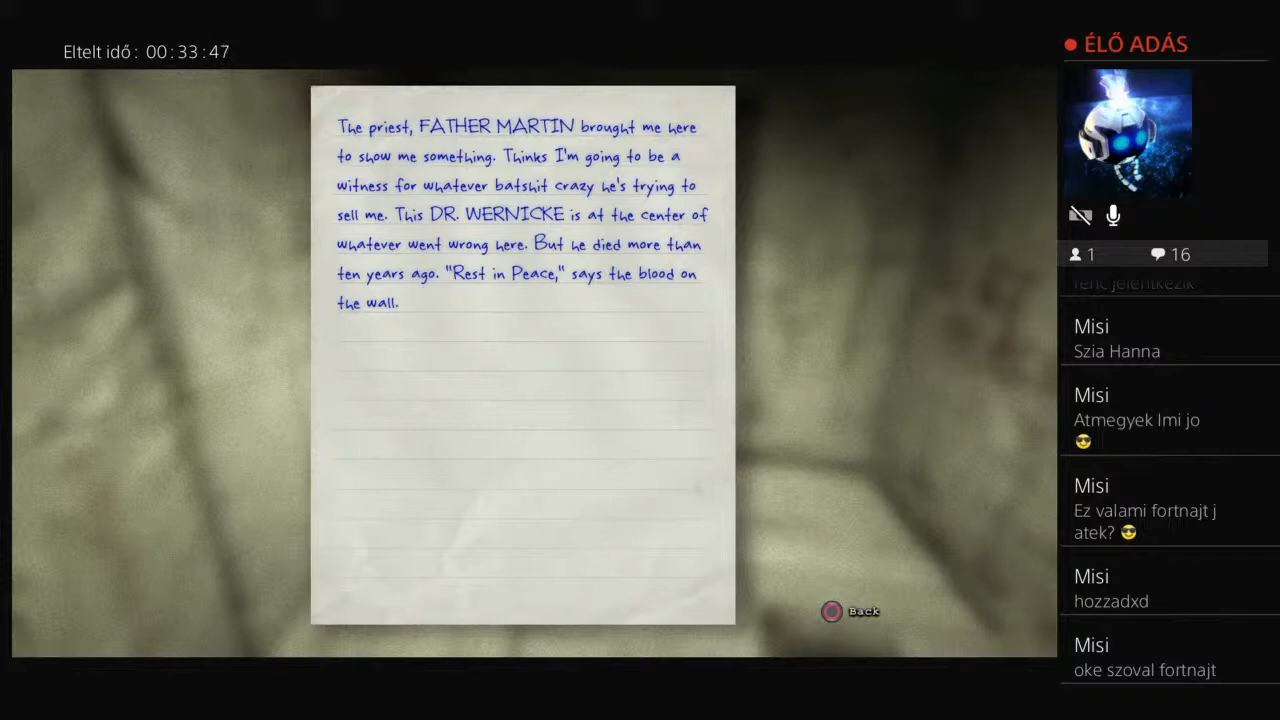 Eltelt idő: 00:33:47
ÉLŐ ADÁS
The priest, FATHER MARTIN brought me here
to show me something. Thinks I'm going to be a
witness for whatever batshit crazy he's trying to
sell me. This DR. WERNICKE is at the center of
whatever went wrong here. But he died more than
ten years ago. "Rest in Peace," says the blood on
the wall.
Back
1
16
fenc jelentkezik
Misi
Szia Hanna
Misi
Atmegyek Imi jo
😎
Misi
Ez valami fortnajt j
atek? 😎
Misi
hozzadxd
Misi
oke szoval fortnajt